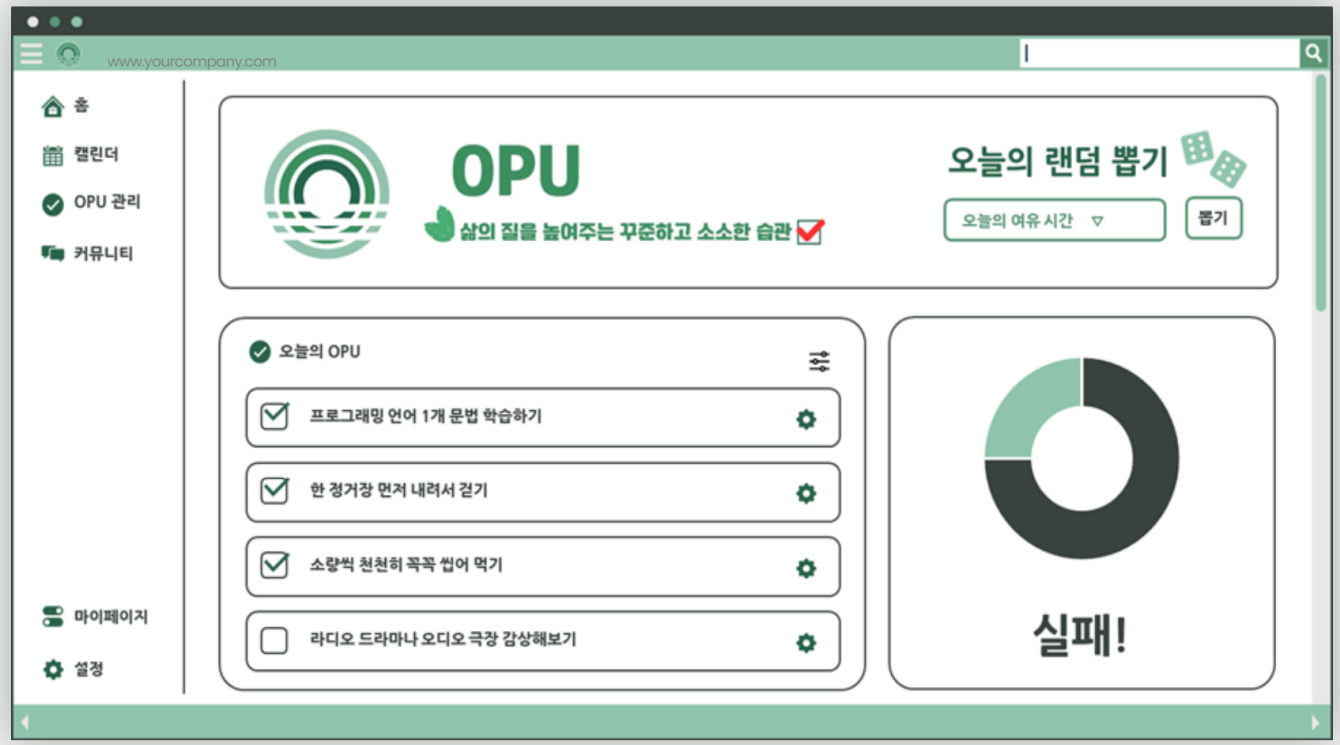 www.yourcompany.com
홈
캘린더
OPU 관리
커뮤니티
마이페이지
설정
OPU
삶의 질을 높여주는 꾸준하고 소소한 습관
오늘의 랜덤 뽑기
오늘의 여유 시간 ▽
뽑기
오늘의 OPU
프로그래밍 언어 1개 문법 학습하기
한 정거장 먼저 내려서 걷기
소량씩 천천히 꼭꼭 씹어 먹기
라디오 드라마나 오디오 극장 감상해보기
실패!